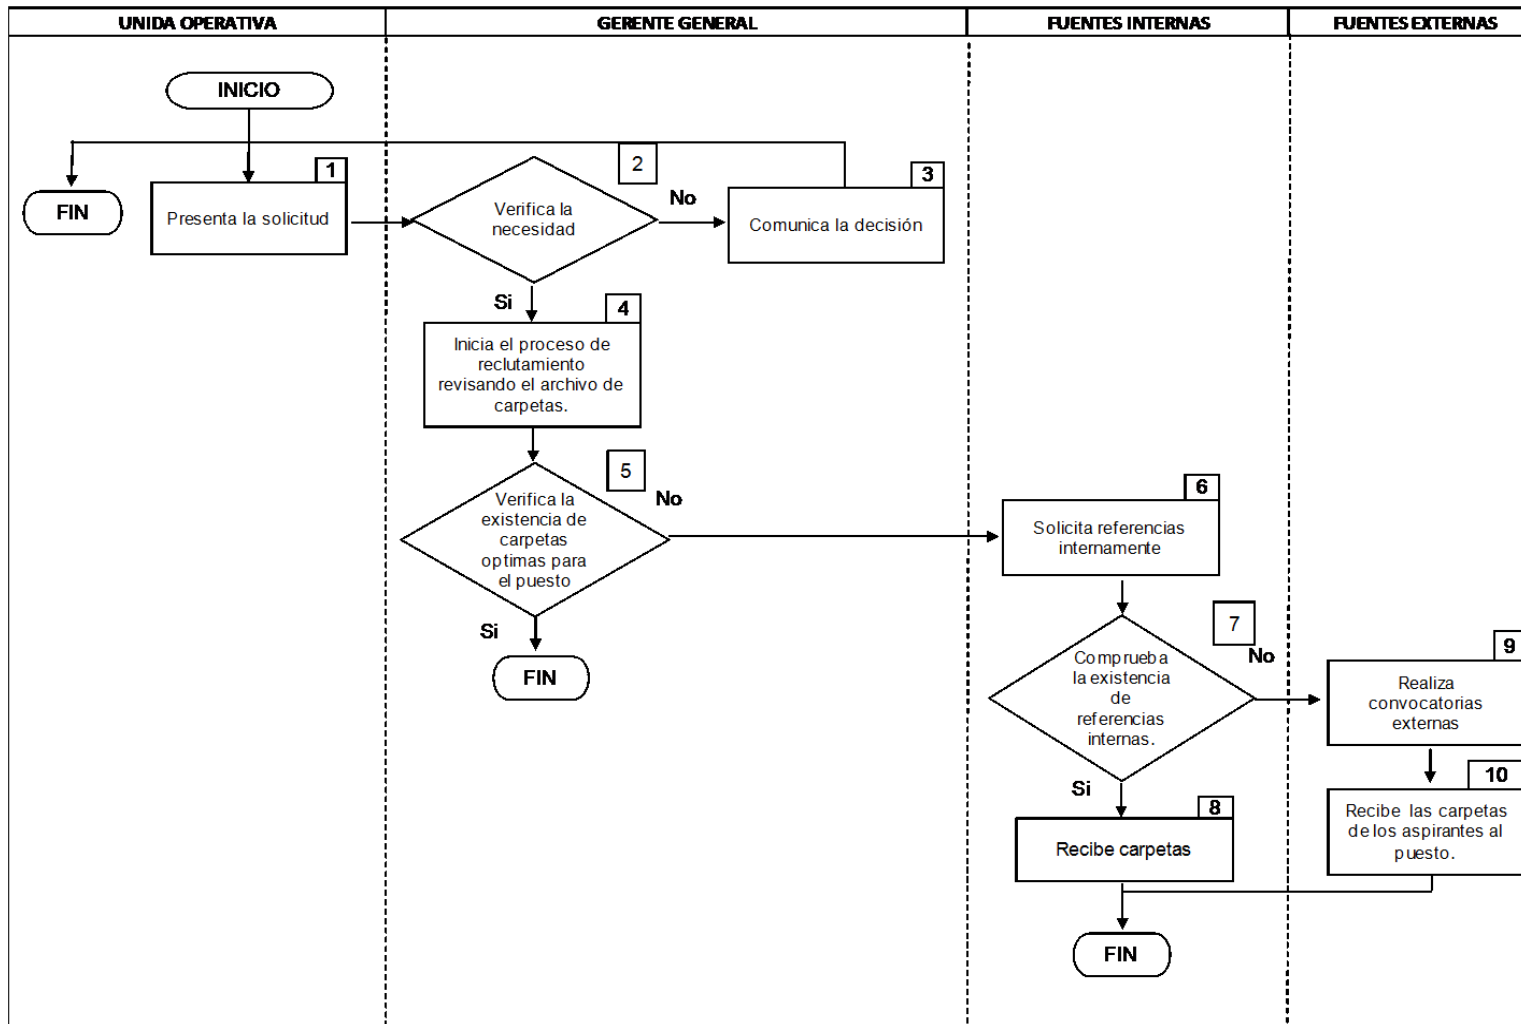 UNIDA OPERATIVA
GERENTE GENERAL
FUENTES INTERNAS
FUENTES EXTERNAS
INICIO
FIN
1
Presenta la solicitud
2
Verifica la
necesidad
No
3
Comunica la decisión
Si
4
Inicia el proceso de
reclutamiento
revisando el archivo de
carpetas.
5
Verifica la
existencia de
carpetas
optimas para
el puesto
No
Si
FIN
6
Solicita referencias
internamente
7
Comprueba
la existencia
de
referencias
internas.
No
Si
8
Recibe carpetas
9
Realiza
convocatorias
externas
10
Recibe las carpetas
de los aspirantes al
puesto.
FIN